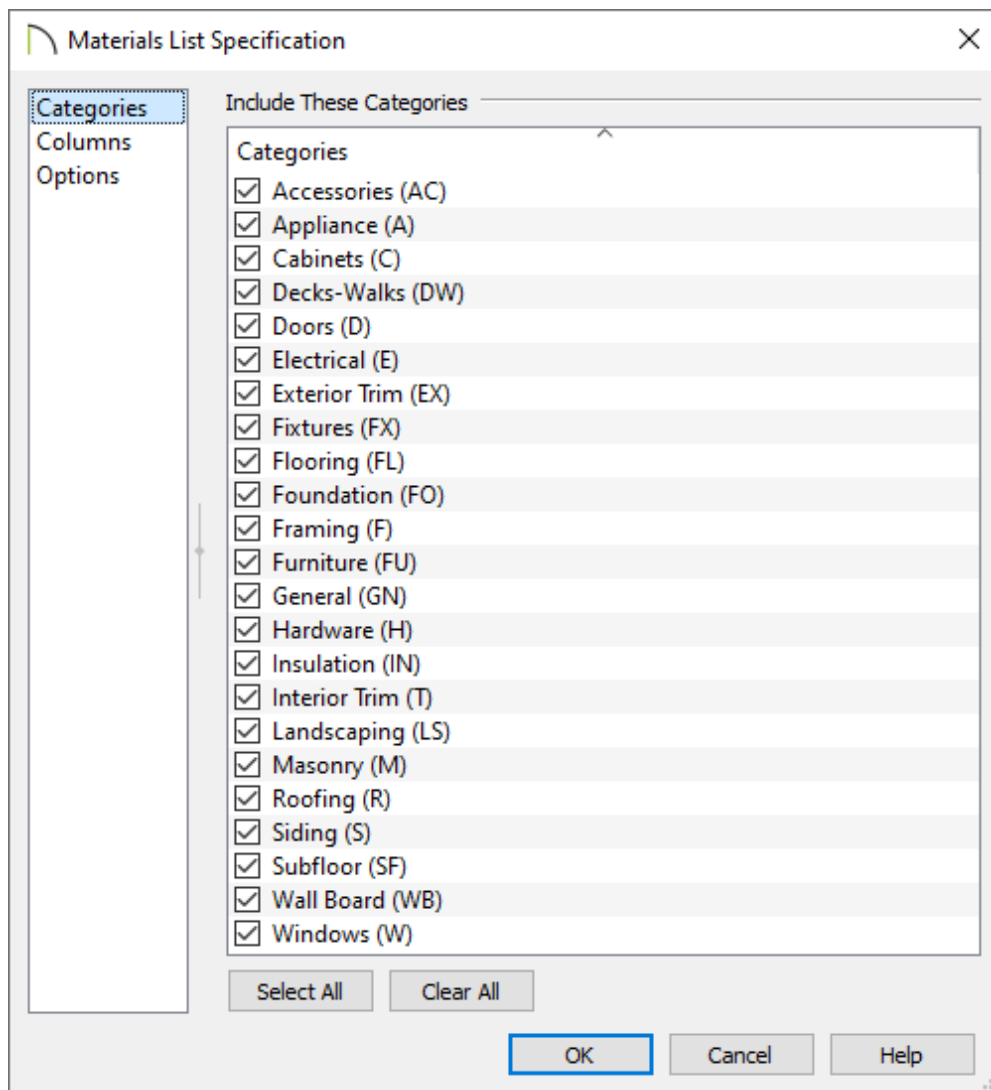 Materials List Specification
Categories
Columns
Options
Include These Categories
Categories
Accessories (AC)
Appliance (A)
Cabinets (C)
Decks-Walks (DW)
Doors (D)
Electrical (E)
Exterior Trim (EX)
Fixtures (FX)
Flooring (FL)
Foundation (FO)
Framing (F)
Furniture (FU)
General (GN)
Hardware (H)
Insulation (IN)
Interior Trim (T)
Landscaping (LS)
Masonry (M)
Roofing (R)
Siding (S)
Subfloor (SF)
Wall Board (WB)
Windows (W)
Select All Clear All
OK Cancel Help